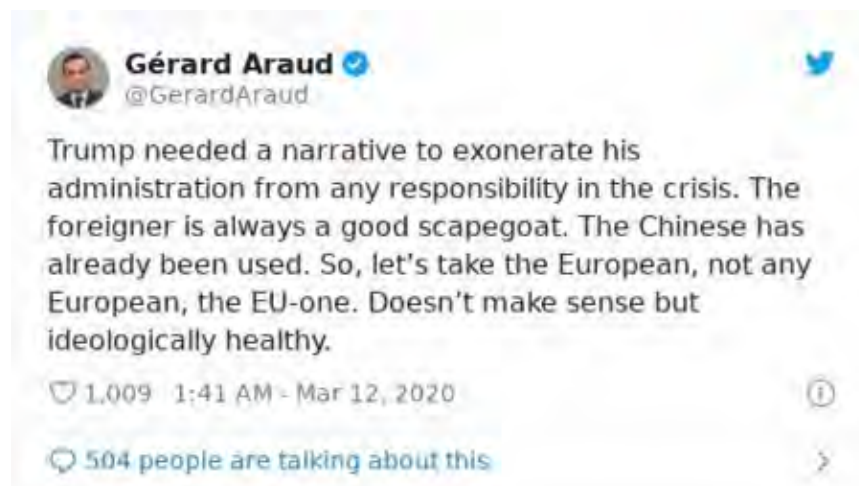 Gérard Araud
@GerardAraud
Trump needed a narrative to exonerate his
administration from any responsibility in the crisis. The
foreigner is always a good scapegoat. The Chinese has
already been used. So, let's take the European, not any
European, the EU-one. Doesn't make sense but
ideologically healthy.
1,009 1:41 AM - Mar 12, 2020
504 people are talking about this